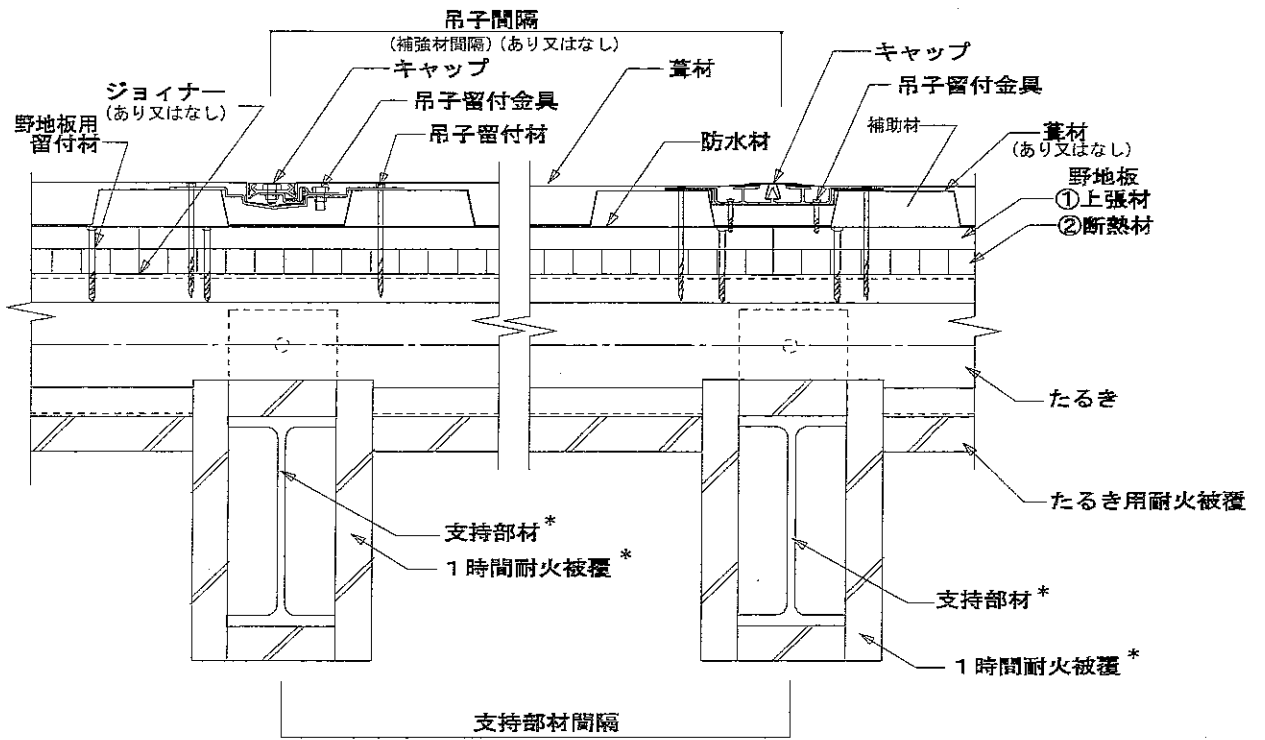 吊子間隔
(補強材間隔)(あり又はなし)
キャップ
葺材
キャップ
ジョイナー
(あり又はなし)
吊子留付金具
吊子留付金具
野地板用
留付材
吊子留付材
防水材
補助材
葺材
(あり又はなし)
野地板
①上張材
②断熱材
たるき
たるき用耐火被覆
支持部材*
1時間耐火被覆*
支持部材*
1時間耐火被覆*
支持部材間隔